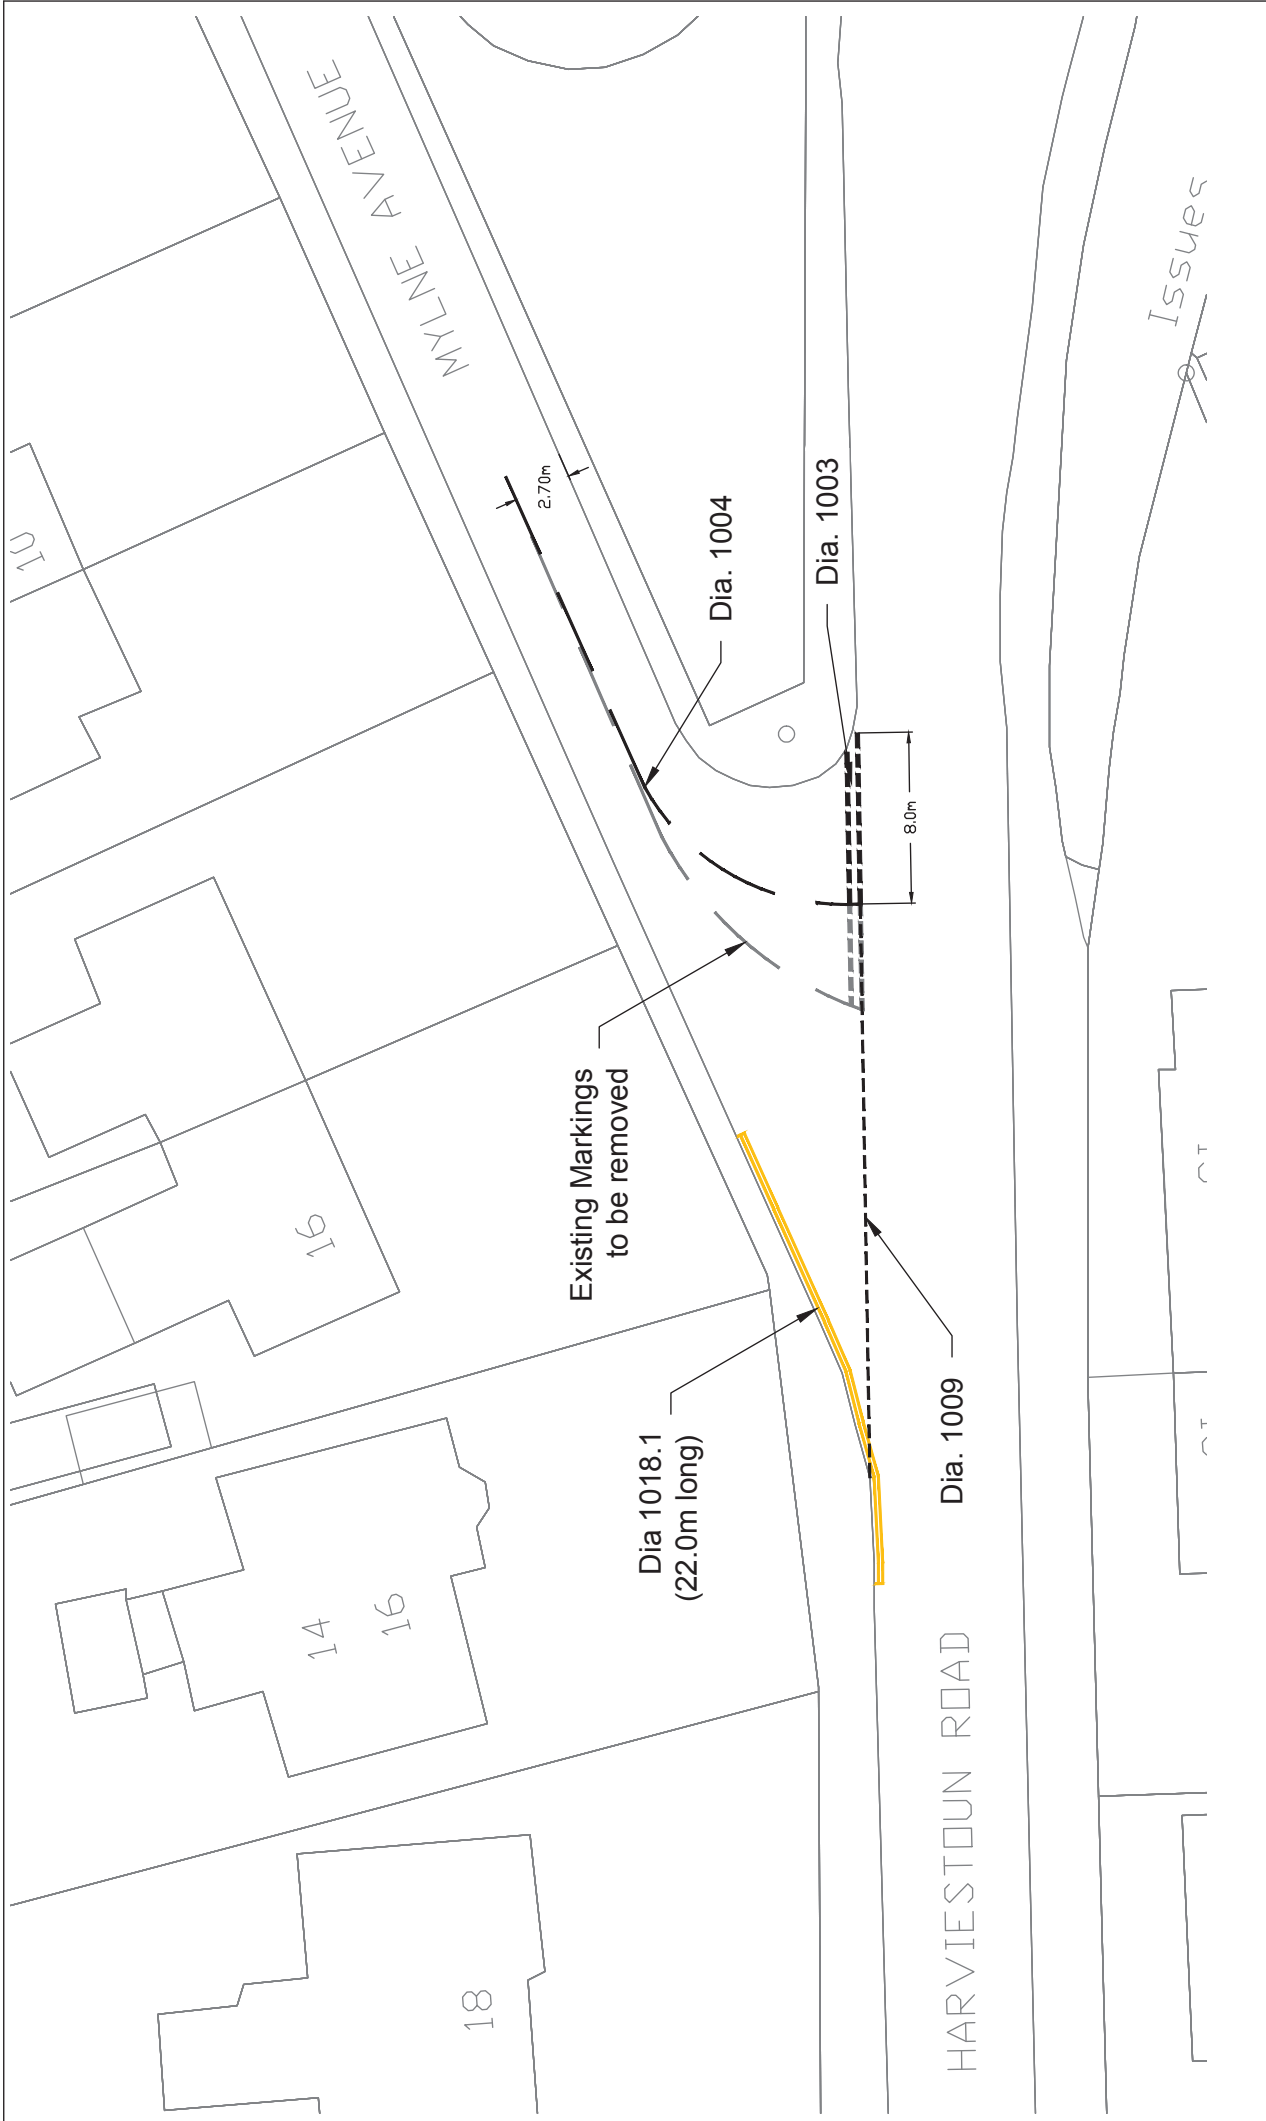 MYLNE AVENUE
Issues
10
2.70m
Dia. 1004
Dia. 1003
8.0m
Existing Markings
to be removed
16
Dia 1018.1
(22.0m long)
Dia. 1009
14
16
18
HARVIESTOUN ROAD